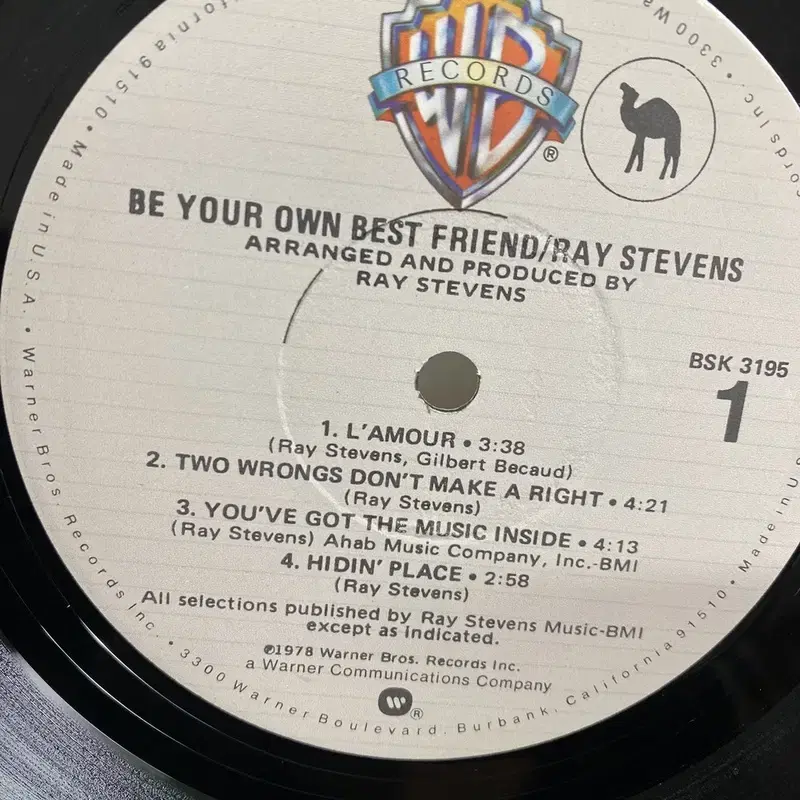 WB
RECORDS
®
BE YOUR OWN BEST FRIEND/RAY STEVENS
ARRANGED AND PRODUCED BY
RAY STEVENS
BSK 3195
1
1. L'AMOUR • 3:38
(Ray Stevens, Gilbert Becaud)
2. TWO WRONGS DON'T MAKE A RIGHT • 4:21
(Ray Stevens)
3. YOU'VE GOT THE MUSIC INSIDE • 4:13
(Ray Stevens) Ahab Music Company, Inc.-BMI
4. HIDIN' PLACE • 2:58
(Ray Stevens)
All selections published by Ray Stevens Music-BMI
except as indicated.
℗1978 Warner Bros. Records Inc.
a Warner Communications Company
®
91510 • Made in U.S.A. • Warner Bros. Records Inc. • 3300 Warner Boulevard, Burbank, California 91510 • Made in